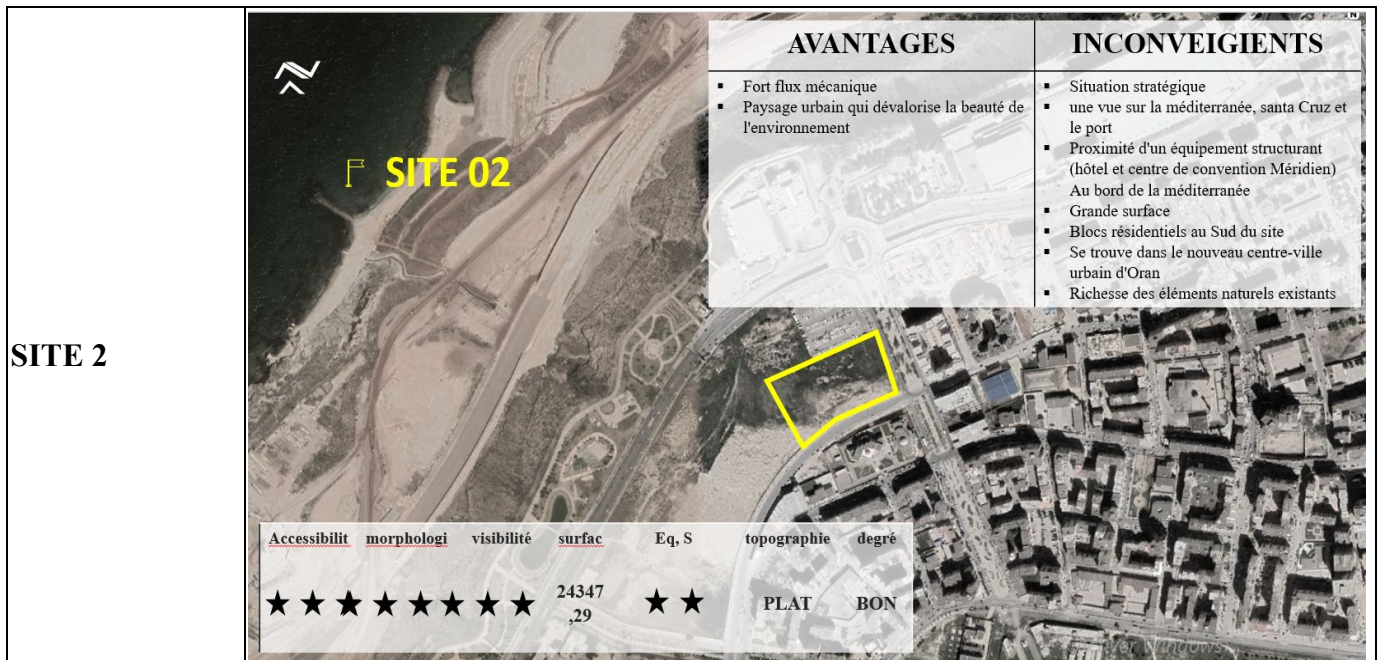 SITE 2
N
SITE 02
AVANTAGES
▪ Fort flux mécanique
▪ Paysage urbain qui dévalorise la beauté de
l'environnement
INCONVEIGIENTS
▪ Situation stratégique
▪ une vue sur la méditerranée, santa Cruz et
le port
▪ Proximité d'un équipement structurant
(hôtel et centre de convention Méridien)
Au bord de la méditerranée
▪ Grande surface
▪ Blocs résidentiels au Sud du site
▪ Se trouve dans le nouveau centre-ville
urbain d'Oran
▪ Richesse des éléments naturels existants
Accessibilit morphologi visibilité surfac Eq, S topographie degré
★ ★ ★ ★ ★ ★ ★ ★ 24347 ★ ★ PLAT BON
,29
Windows